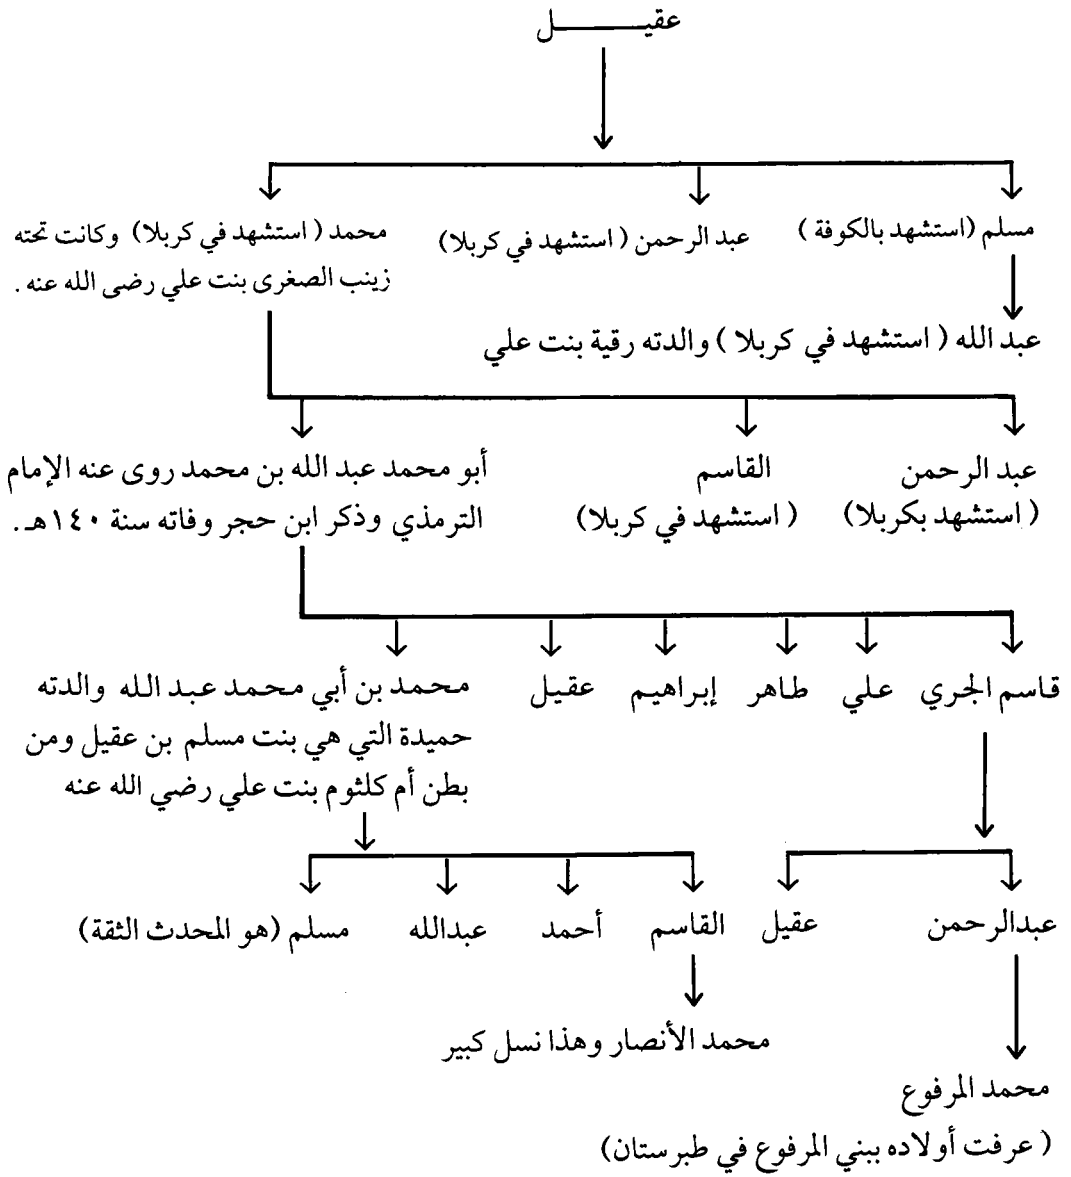 عقيـــــــل
مسلم (استشهد بالكوفة)
عبد الرحمن (استشهد في كربلا)
محمد (استشهد في كربلا) وكانت تحته
زينب الصغرى بنت علي رضى الله عنه .
عبد الله (استشهد في كربلا) والدته رقية بنت علي
عبد الرحمن
(استشهد بكربلا)
القاسم
(استشهد في كربلا)
أبو محمد عبد الله بن محمد روى عنه الإمام
الترمذي وذكر ابن حجر وفاته سنة ١٤٠هـ.
قاسم الجري
علي
طاهر
إبراهيم
عقيل
محمد بن أبي محمد عبد الله والدته
حميدة التي هي بنت مسلم بن عقيل ومن
بطن أم كلثوم بنت علي رضي الله عنه
عبدالرحمن
عقيل
القاسم
أحمد
عبدالله
مسلم (هو المحدث الثقة)
محمد الأنصار وهذا نسل كبير
محمد المرفوع
(عرفت أولاده ببني المرفوع في طبرستان)